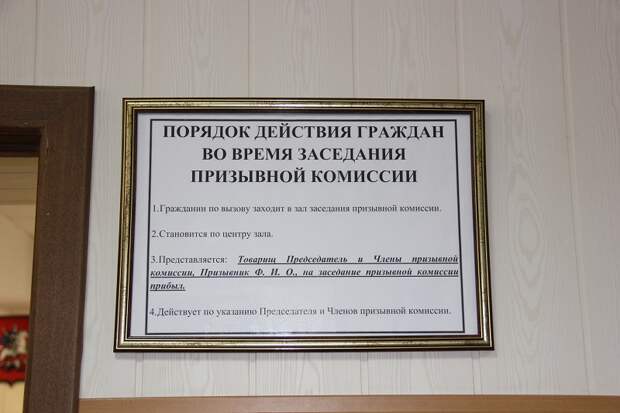 ПОРЯДОК ДЕЙСТВИЯ ГРАЖДАН
ВО ВРЕМЯ ЗАСЕДАНИЯ
ПРИЗЫВНОЙ КОМИССИИ
1.Гражданин по вызову заходит в зал заседания призывной комиссии.
2.Становится по центру зала.
3.Представляется: Товарищ Председатель и Члены призывной
комиссии, Призывник Ф. И. О., на заседание призывной комиссии
прибыл.
4.Действует по указанию Председателя и Членов призывной комиссии.